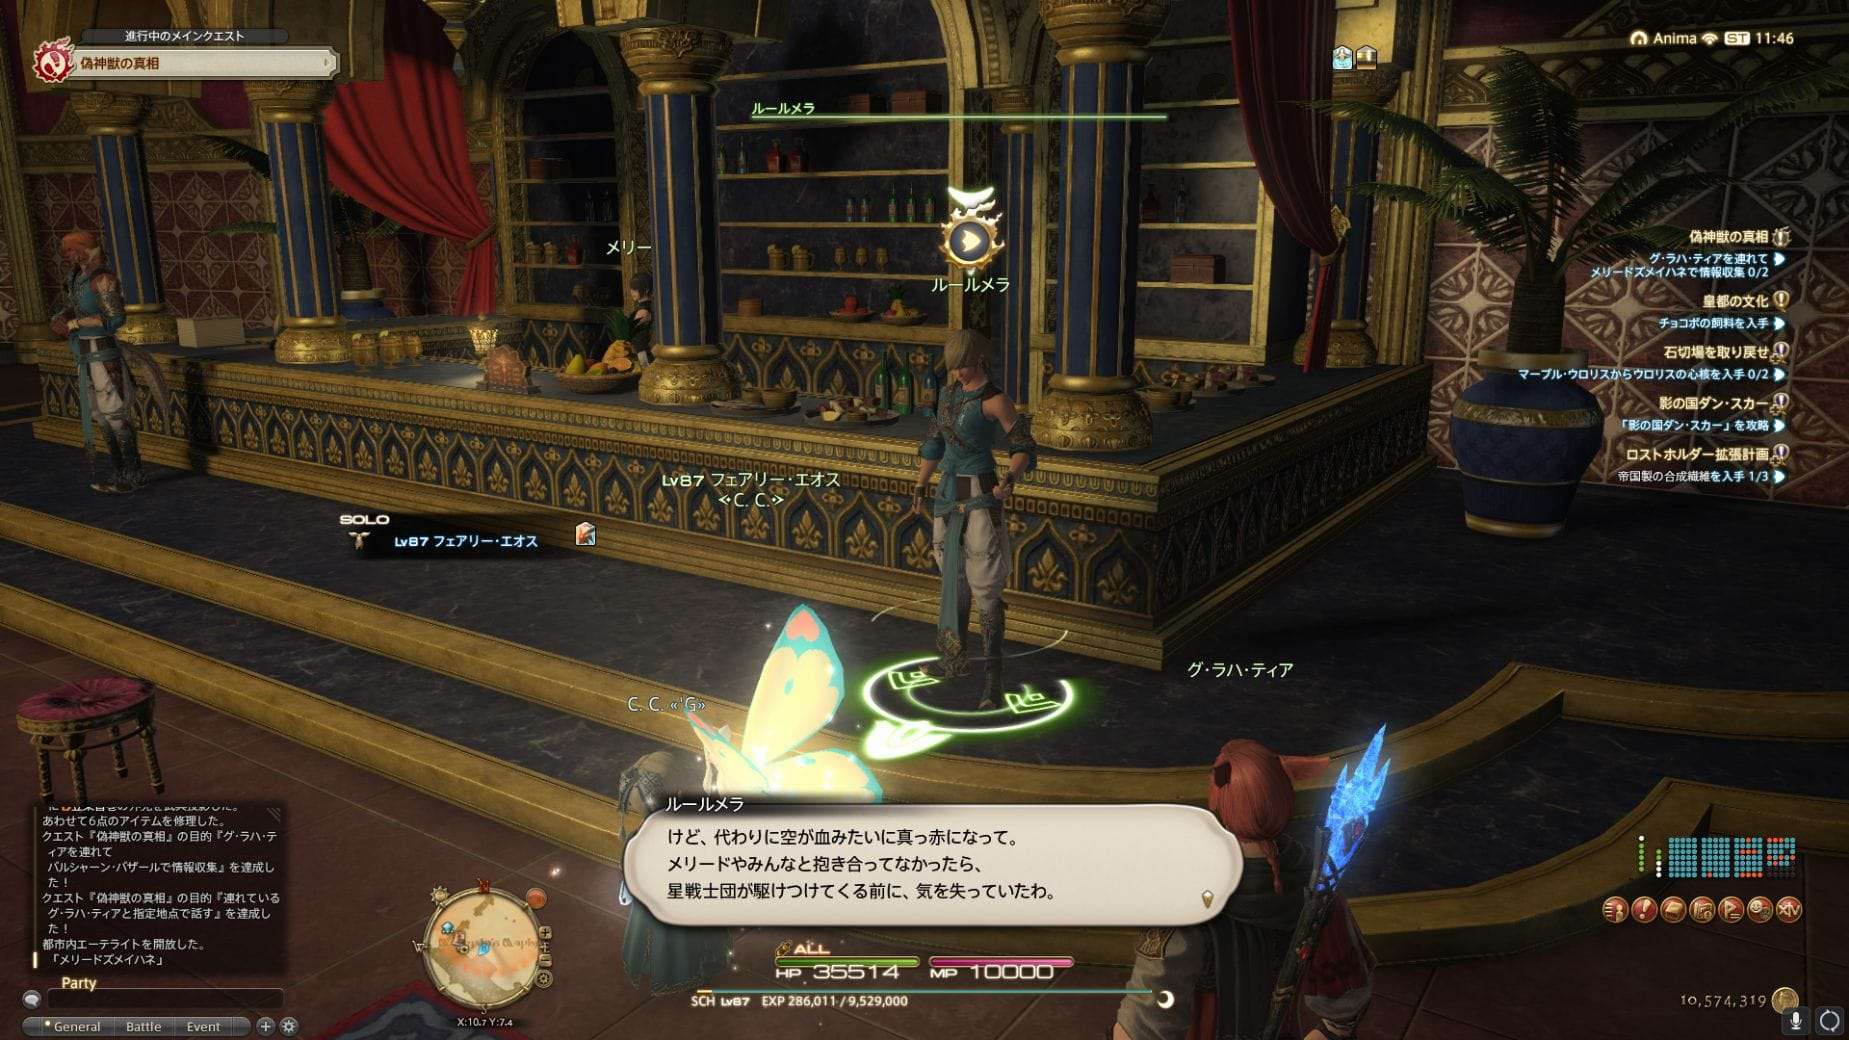 進行中のメインクエスト
偽神獣の真相
Anima ST 11:46
ルールメラ
メリー
ルールメラ
偽神獣の真相
グ・ラハ・ティアを連れて
メリードズメイハネで情報収集 0/2
皇都の文化
チョコボの飼料を入手
石切場を取り戻せ
マーブル・ウロリスからウロリスの心核を入手 0/2
影の国ダン・スカー
「影の国ダン・スカー」を攻略
ロストホルダー拡張計画
帝国製の合成繊維を入手 1/3
Lv87 フェアリー・エオス
«C. C.»
SOLO
Lv87 フェアリー・エオス
グ・ラハ・ティア
C. C. «'G»
ルールメラ
けど、代わりに空が血みたいに真っ赤になって。
メリードやみんなと抱き合ってなかったら、
星戦士団が駆けつけてくる前に、気を失っていたわ。
あわせて6点のアイテムを修理した。
クエスト『偽神獣の真相』の目的『グ・ラハ・テ
ィアを連れて
バルシャーン・バザールで情報収集』を達成し
た！
クエスト『偽神獣の真相』の目的『連れている
グ・ラハ・ティアと指定地点で話す』を達成し
た！
都市内エーテライトを開放した。
「メリードズメイハネ」
Party
General Battle Event
X:10.7 Y:7.4
ALL
HP 35514 MP 10000
SCH Lv87 EXP 286,011 / 9,529,000
XIV
10,574,319